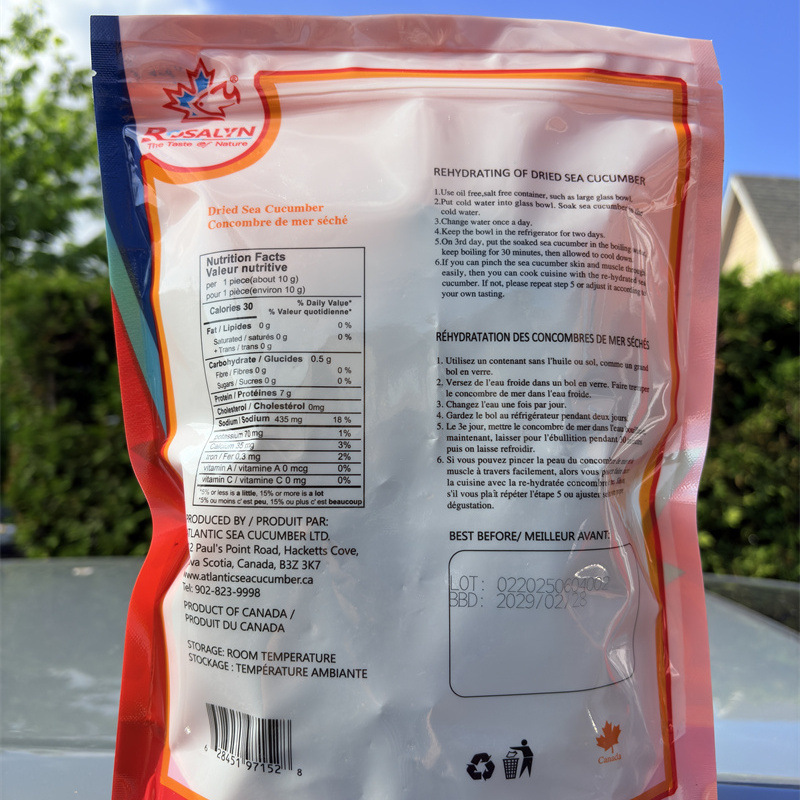 ROSALYN ®
The Taste of Nature
Dried Sea Cucumber
Concombre de mer séché
Nutrition Facts
Valeur nutritive
per 1 piece(about 10 g)
pour 1 pièce(environ 10 g)
Calories 30 % Daily Value*
% Valeur quotidienne*
Fat / Lipides 0 g 0 %
Saturated / saturés 0 g 0 %
+ Trans / trans 0 g
Carbohydrate / Glucides 0.5 g
Fibre / Fibres 0 g 0 %
Sugars / Sucres 0 g 0 %
Protein / Protéines 7 g
Cholesterol / Cholestérol 0mg
Sodium / Sodium 435 mg 18 %
potassium 70 mg 1%
Calcium 35 mg 3%
iron / Fer 0.3 mg 2%
vitamin A / vitamine A 0 mcg 0%
vitamin C / vitamine C 0 mg 0%
*5% or less is a little, 15% or more is a lot
*5% ou moins c'est peu, 15% ou plus c'est beaucoup
PRODUCED BY / PRODUIT PAR:
ATLANTIC SEA CUCUMBER LTD.
2 Paul's Point Road, Hacketts Cove,
va Scotia, Canada, B3Z 3K7
www.atlanticseacucumber.ca
Tel: 902-823-9998
PRODUCT OF CANADA /
PRODUIT DU CANADA
STORAGE: ROOM TEMPERATURE
STOCKAGE : TEMPÉRATURE AMBIANTE
6 28451 97152 8
REHYDRATING OF DRIED SEA CUCUMBER
1.Use oil free,salt free container, such as large glass bowl.
2.Put cold water into glass bowl. Soak sea cucumber in the
cold water.
3.Change water once a day.
4.Keep the bowl in the refrigerator for two days.
5.On 3rd day, put the soaked sea cucumber in the boiling
keep boiling for 30 minutes, then allowed to cool down.
6.If you can pinch the sea cucumber skin and muscle through
easily, then you can cook cuisine with the re-hydrated sea
cucumber. If not, please repeat step 5 or adjust it according to
your own tasting.
RÉHYDRATATION DES CONCOMBRES DE MER SÉCHÉS
1. Utilisez un contenant sans l'huile ou sol, comme un grand
bol en verre.
2. Versez de l'eau froide dans un bol en verre. Faire tremper
le concombre de mer dans l'eau froide.
3. Changez l'eau une fois par jour.
4. Gardez le bol au réfrigérateur pendant deux jours.
5. Le 3e jour, mettre le concombre de mer dans l'eau
maintenant, laisser pour l'ébullition pendant 30 minutes
puis on laisse refroidir.
6. Si vous pouvez pincer la peau du concombre de mer
muscle à travers facilement, alors vous
la cuisine avec la re-hydratée concombre
s'il vous plaît répéter l'étape 5 ou ajuster
dégustation.
BEST BEFORE/ MEILLEUR AVANT:
LOT:
BBD: 2029/02/28
Canada